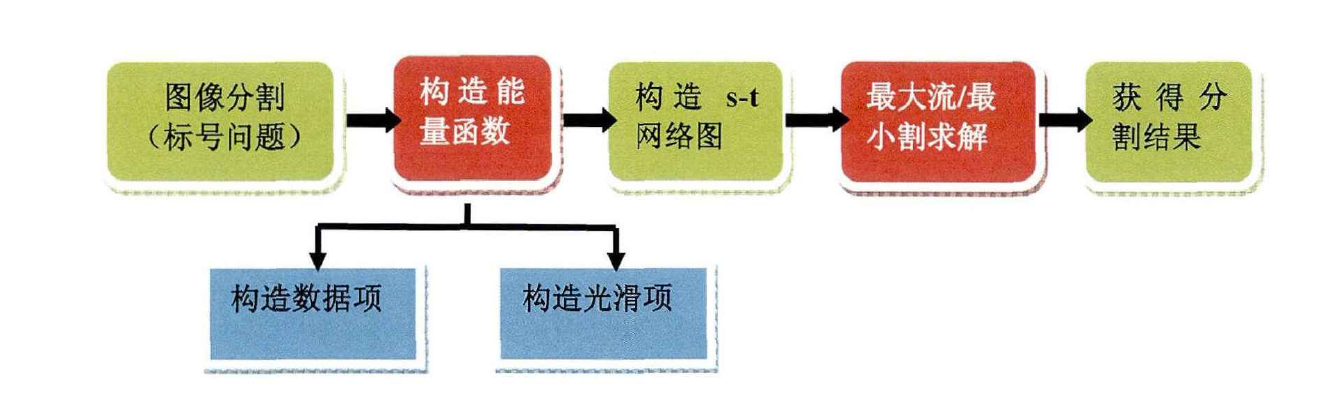 图像分割
（标号问题）
构造能
量函数
构造 s-t
网络图
最大流/最
小割求解
获得分
割结果
构造数据项
构造光滑项